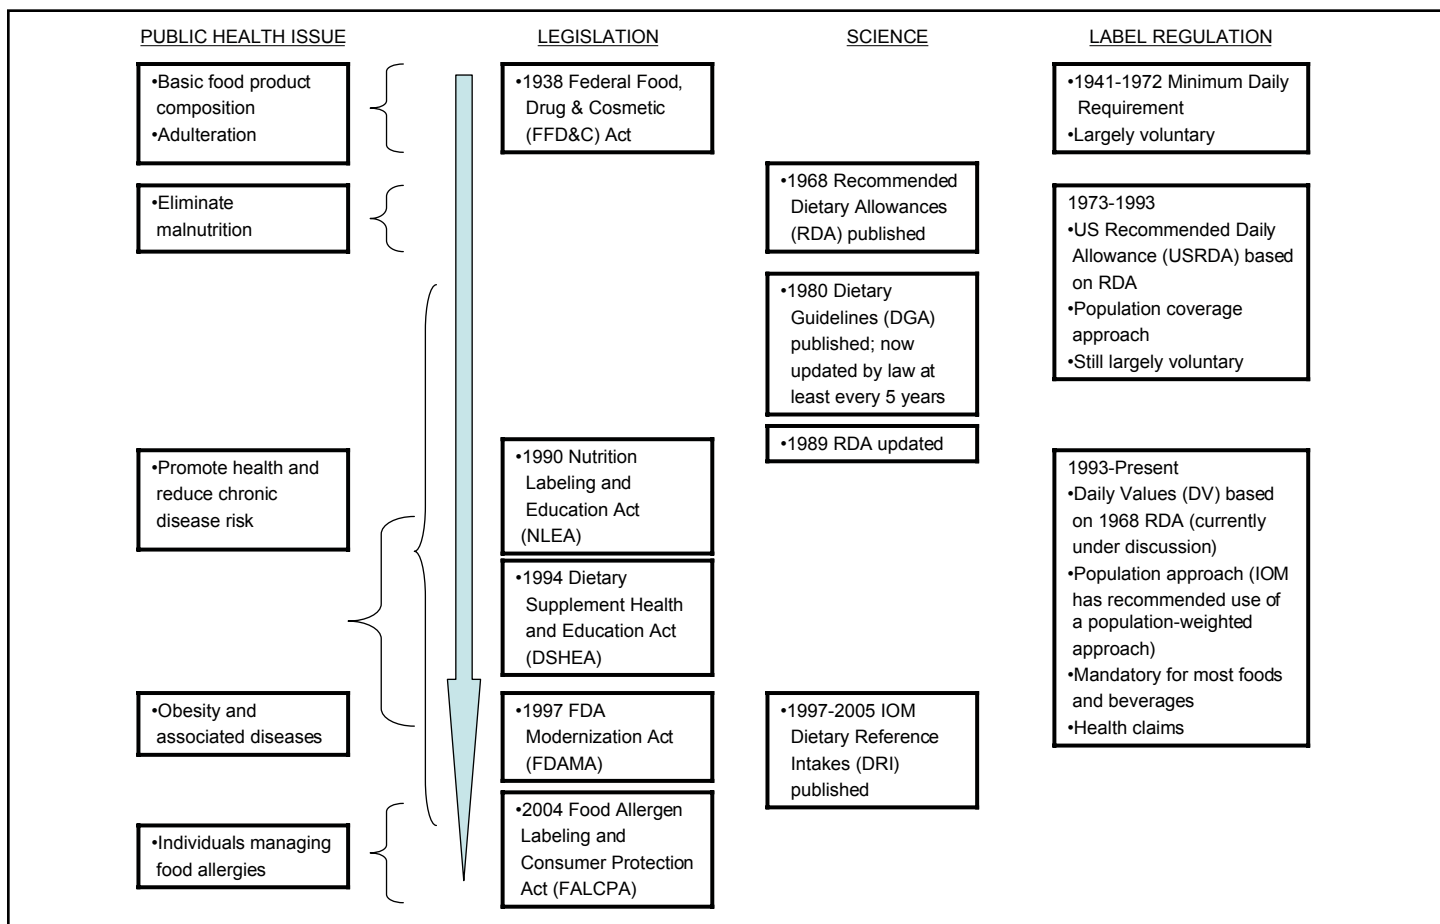 PUBLIC HEALTH ISSUE
•Basic food product
composition
•Adulteration
•Eliminate
malnutrition
•Promote health and
reduce chronic
disease risk
•Obesity and
associated diseases
•Individuals managing
food allergies
LEGISLATION
•1938 Federal Food,
Drug & Cosmetic
(FFD&C) Act
•1990 Nutrition
Labeling and
Education Act
(NLEA)
•1994 Dietary
Supplement Health
and Education Act
(DSHEA)
•1997 FDA
Modernization Act
(FDAMA)
•2004 Food Allergen
Labeling and
Consumer Protection
Act (FALCPA)
SCIENCE
•1968 Recommended
Dietary Allowances
(RDA) published
•1980 Dietary
Guidelines (DGA)
published; now
updated by law at
least every 5 years
•1989 RDA updated
•1997-2005 IOM
Dietary Reference
Intakes (DRI)
published
LABEL REGULATION
•1941-1972 Minimum Daily
Requirement
•Largely voluntary
1973-1993
•US Recommended Daily
Allowance (USRDA) based
on RDA
•Population coverage
approach
•Still largely voluntary
1993-Present
•Daily Values (DV) based
on 1968 RDA (currently
under discussion)
•Population approach (IOM
has recommended use of
a population-weighted
approach)
•Mandatory for most foods
and beverages
•Health claims